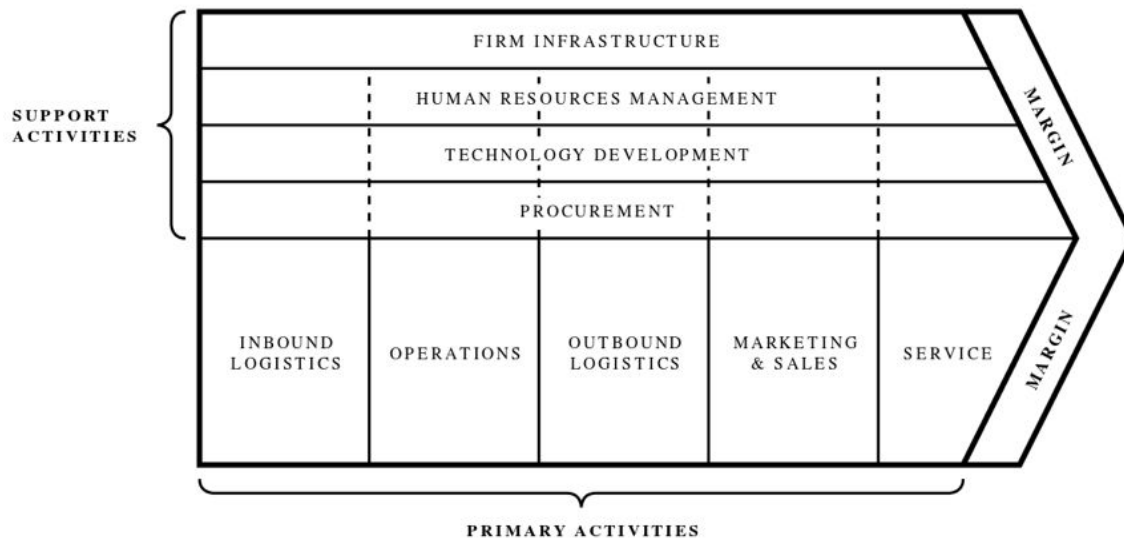 FIRM INFRASTRUCTURE
HUMAN RESOURCES MANAGEMENT
TECHNOLOGY DEVELOPMENT
PROCUREMENT
SUPPORT
ACTIVITIES
MARGIN
INBOUND
LOGISTICS
OPERATIONS
OUTBOUND
LOGISTICS
MARKETING
& SALES
SERVICE
MARGIN
PRIMARY ACTIVITIES